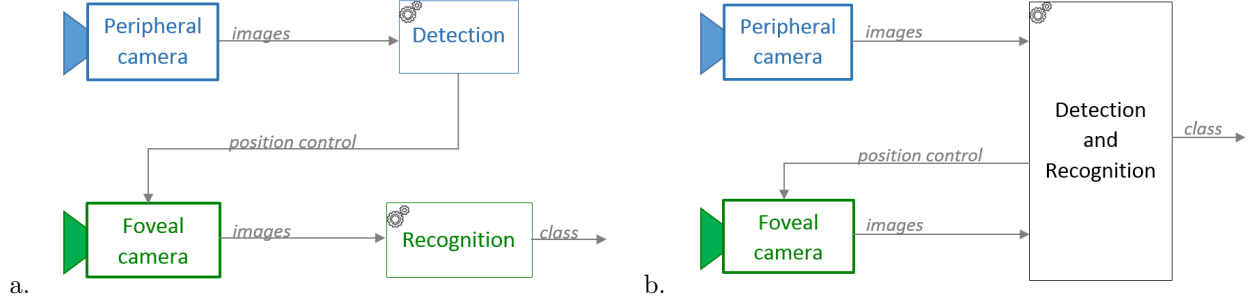 Peripheral
camera
images
Detection
position control
Foveal
camera
images
Recognition
class
a.
Peripheral
camera
images
Detection
and
Recognition
class
position control
Foveal
camera
images
b.